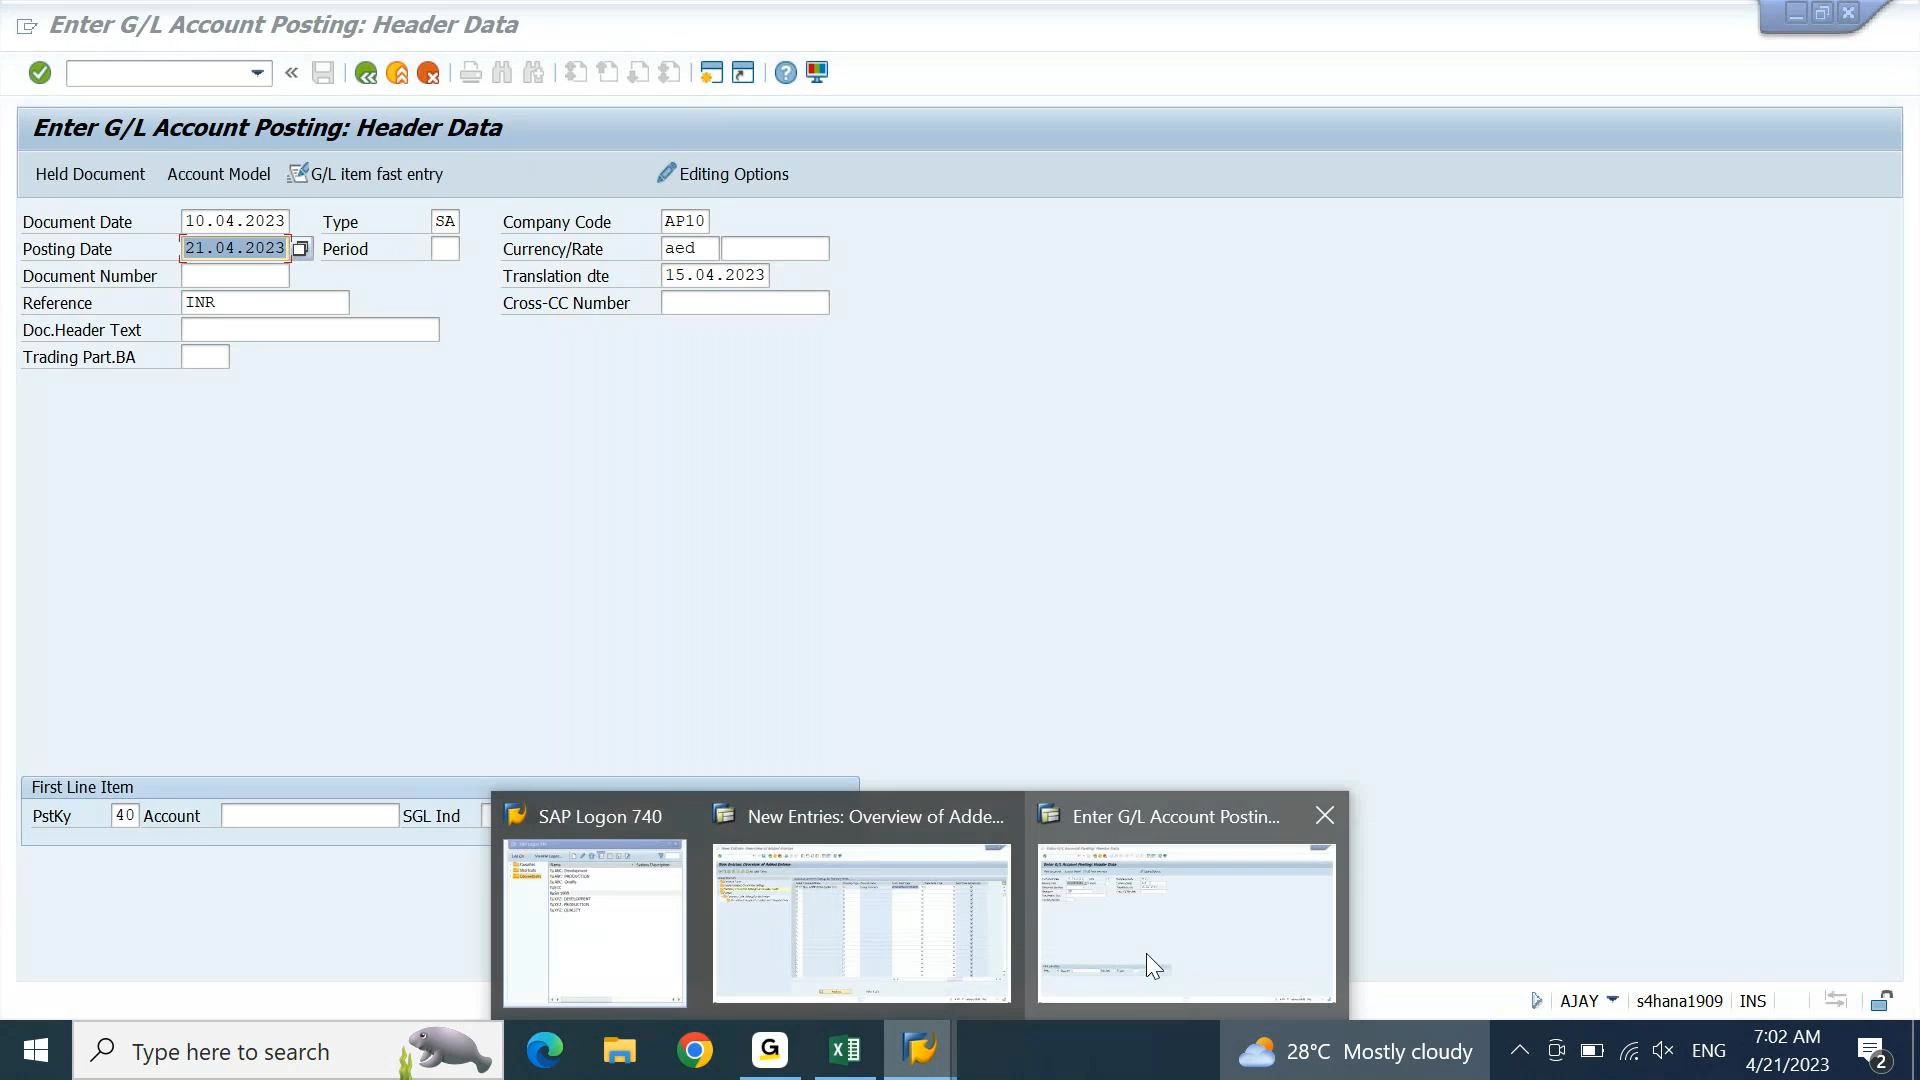 Enter G/L Account Posting: Header Data
Enter G/L Account Posting: Header Data
Held Document Account Model G/L item fast entry Editing Options
Document Date 10.04.2023 Type SA Company Code AP10
Posting Date 21.04.2023 Period Currency/Rate aed
Document Number Translation dte 15.04.2023
Reference INR Cross-CC Number
Doc.Header Text
Trading Part.BA
First Line Item
PstKy 40 Account SGL Ind
SAP Logon 740 New Entries: Overview of Adde... Enter G/L Account Postin...
AJAY s4hana1909 INS
Type here to search G 28°C Mostly cloudy ENG 7:02 AM
4/21/2023 2